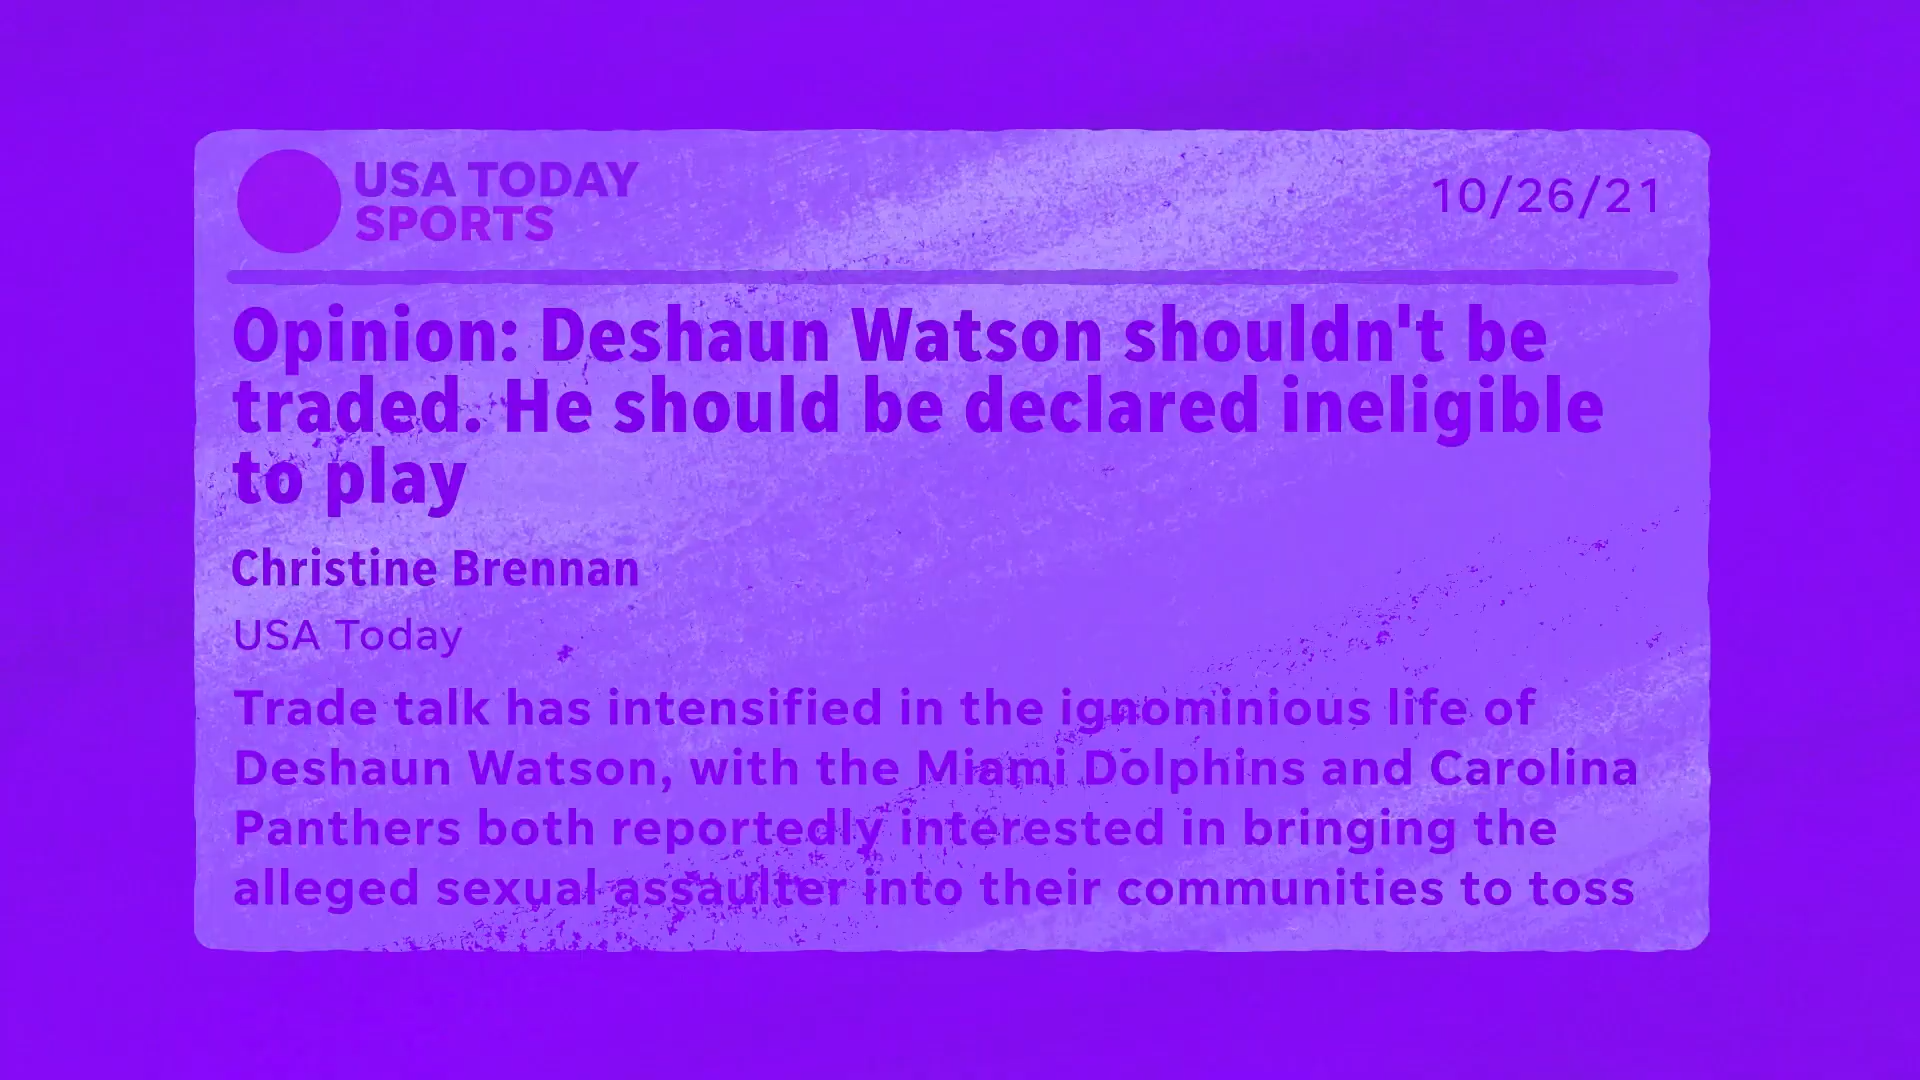 USA TODAY
SPORTS
10/26/21
Opinion: Deshaun Watson shouldn't be
traded. He should be declared ineligible
to play
Christine Brennan
USA Today
Trade talk has intensified in the ignominious life of
Deshaun Watson, with the Miami Dolphins and Carolina
Panthers both reportedly interested in bringing the
alleged sexual assaulter into their communities to toss